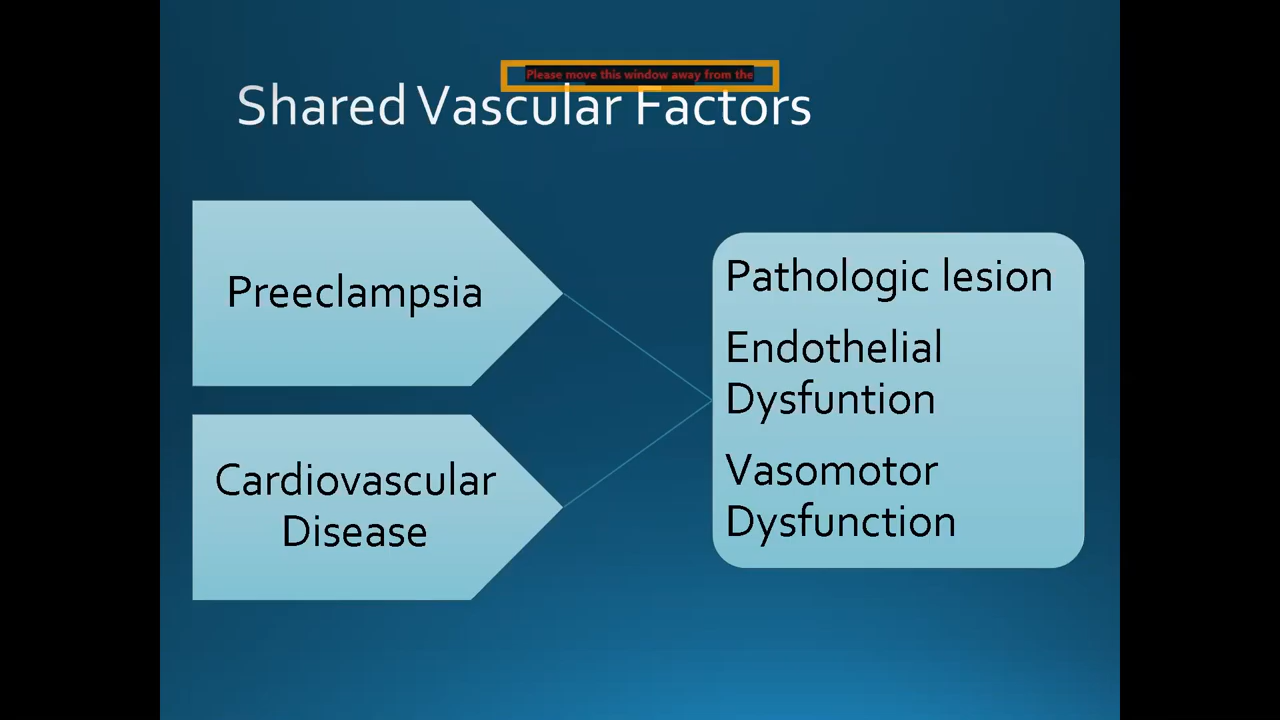 Please move this window away from the
Shared Vascular Factors
Preeclampsia
Cardiovascular
Disease
Pathologic lesion
Endothelial
Dysfuntion
Vasomotor
Dysfunction